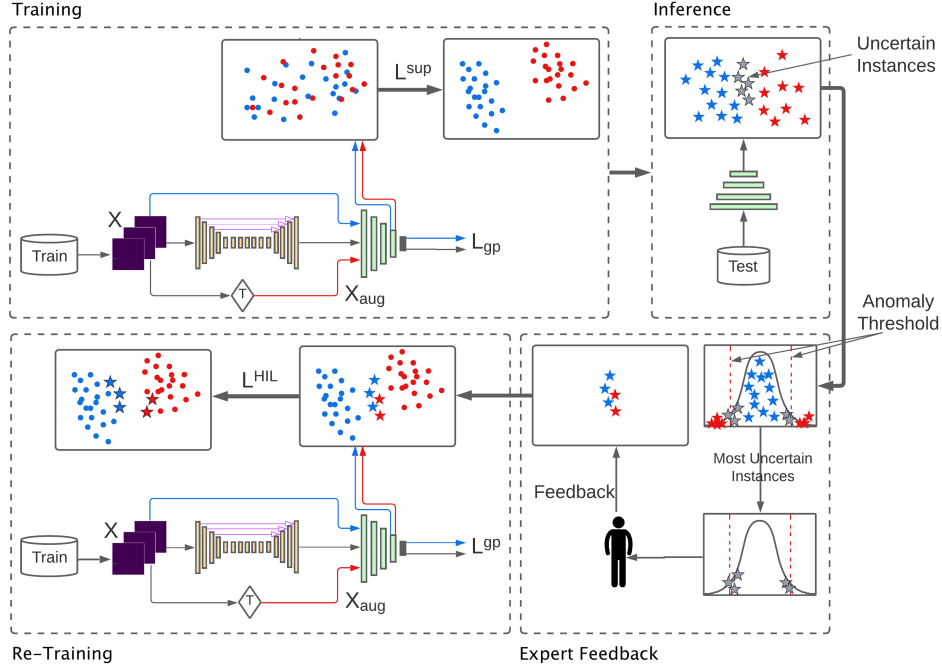 Training
Inference
L^sup
Uncertain
Instances
X
Train
T
X_aug
L_gp
Test
Anomaly
Threshold
L^HIL
Most Uncertain
Instances
Feedback
X
Train
T
X_aug
L^gp
Re-Training
Expert Feedback